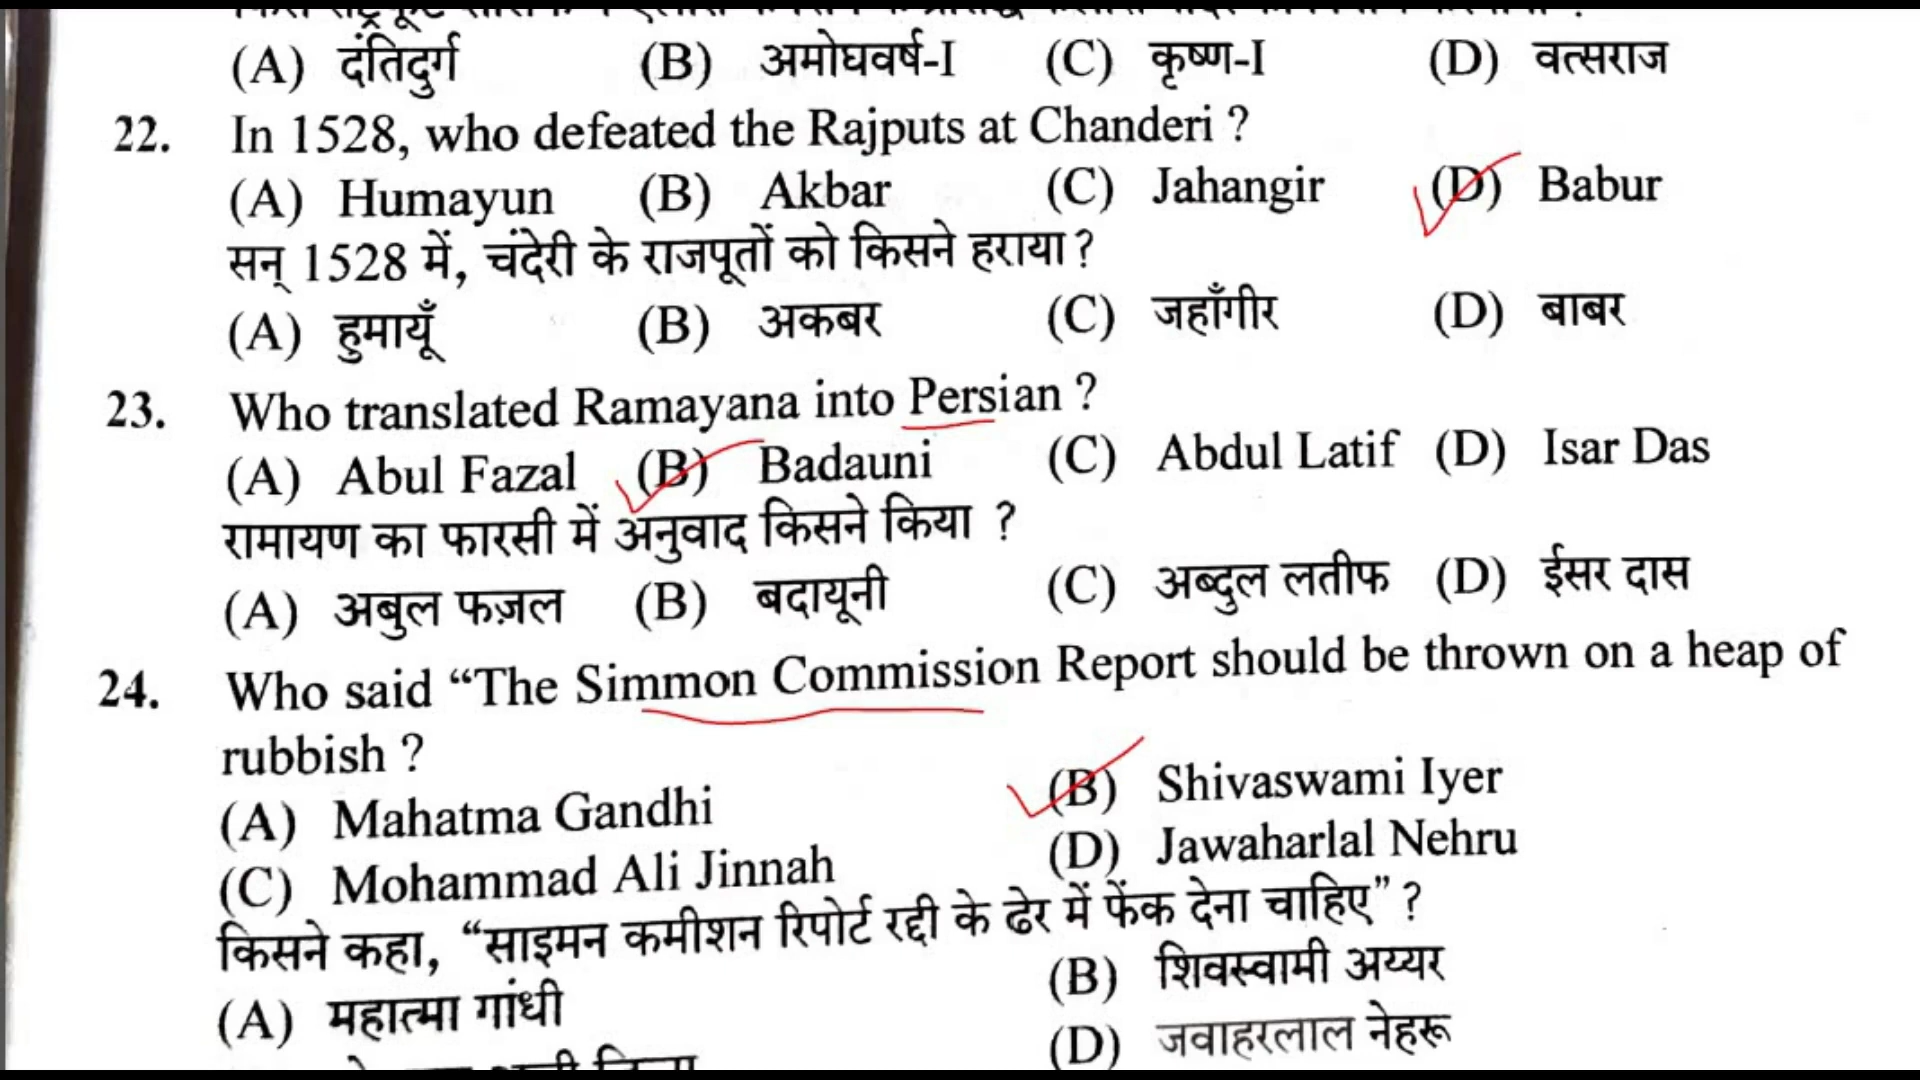 (A) दंतिदुर्ग (B) अमोघवर्ष-I (C) कृष्ण-I (D) वत्सराज
22. In 1528, who defeated the Rajputs at Chanderi ?
(A) Humayun (B) Akbar (C) Jahangir (D) Babur
सन् 1528 में, चंदेरी के राजपूतों को किसने हराया ?
(A) हुमायूँ (B) अकबर (C) जहाँगीर (D) बाबर
23. Who translated Ramayana into Persian ?
(A) Abul Fazal (B) Badauni (C) Abdul Latif (D) Isar Das
रामायण का फारसी में अनुवाद किसने किया ?
(A) अबुल फज़ल (B) बदायूनी (C) अब्दुल लतीफ (D) ईसर दास
24. Who said “The Simmon Commission Report should be thrown on a heap of
rubbish ?
(A) Mahatma Gandhi (B) Shivaswami Iyer
(C) Mohammad Ali Jinnah (D) Jawaharlal Nehru
किसने कहा, “साइमन कमीशन रिपोर्ट रद्दी के ढेर में फेंक देना चाहिए” ?
(A) महात्मा गांधी (B) शिवस्वामी अय्यर
(D) जवाहरलाल नेहरू